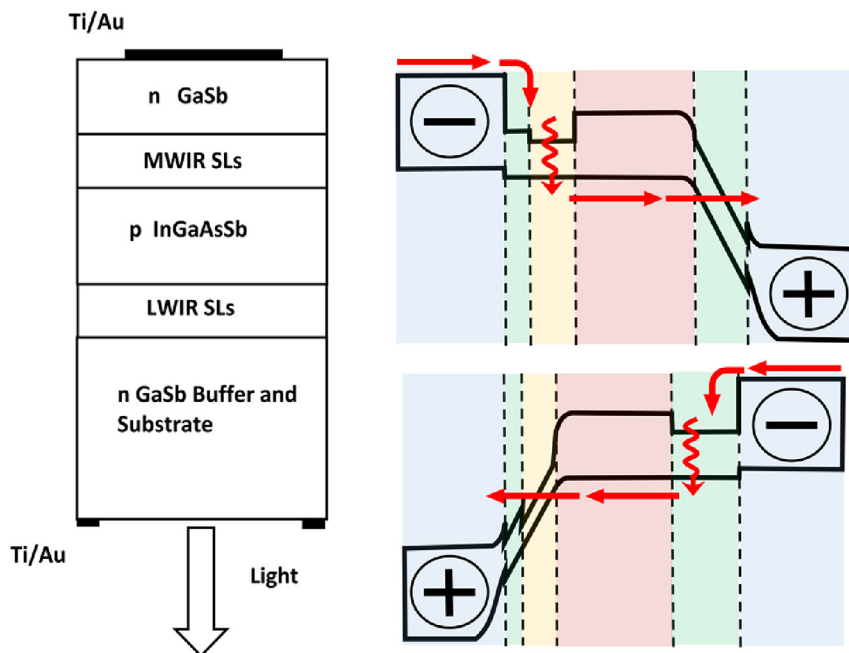 Ti/Au
n GaSb
MWIR SLs
p InGaAsSb
LWIR SLs
n GaSb Buffer and
Substrate
Ti/Au
Light
−
+
−
+